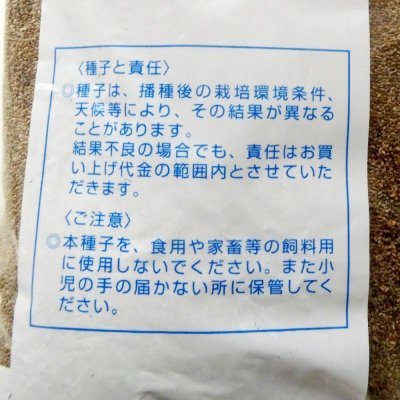 〈種子と責任〉
◎種子は、播種後の栽培環境条件、
天候等により、その結果が異なる
ことがあります。
結果不良の場合でも、責任はお買
い上げ代金の範囲内とさせていた
だきます。
〈ご注意〉
◎本種子を、食用や家畜等の飼料用
に使用しないでください。また小
児の手の届かない所に保管してく
ださい。